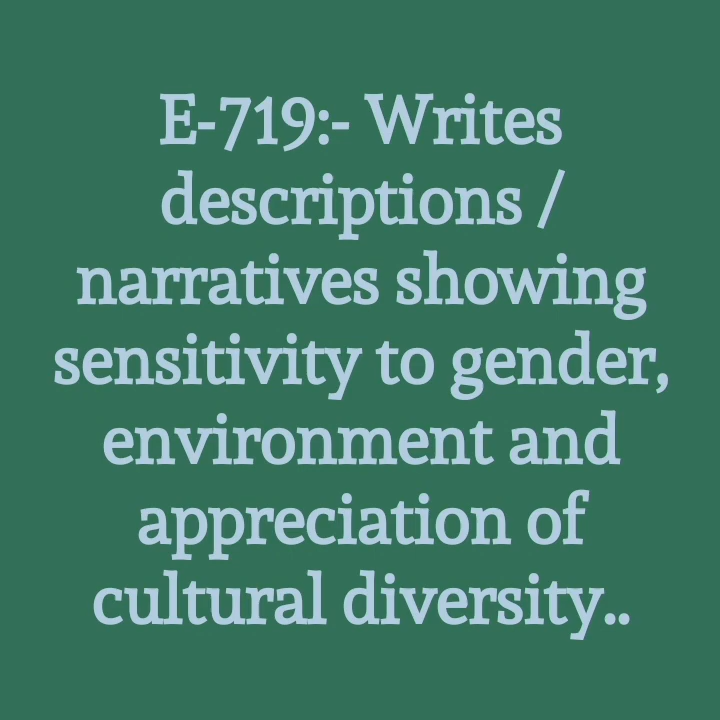 E-719:- Writes
descriptions /
narratives showing
sensitivity to gender,
environment and
appreciation of
cultural diversity..